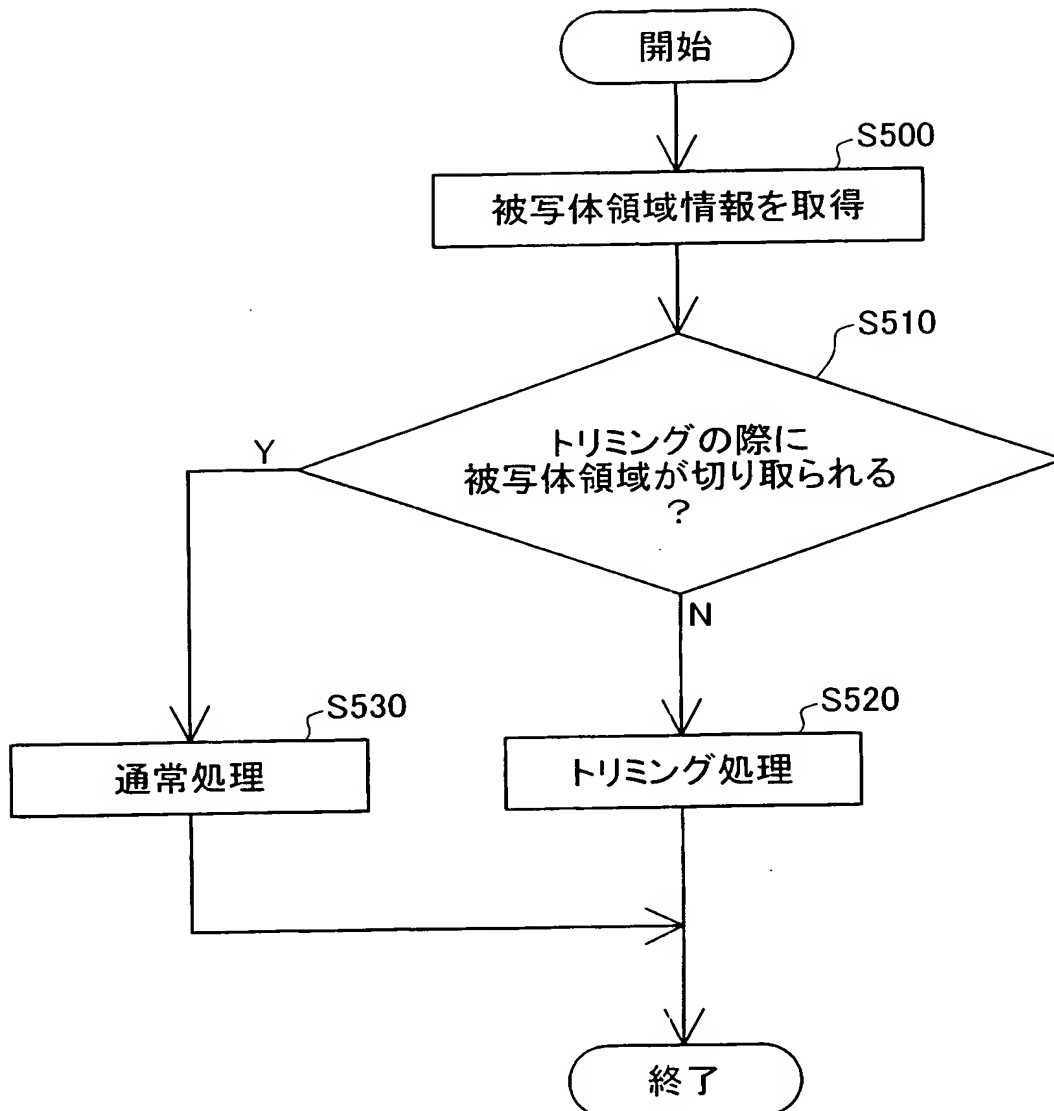 開始
S500
被写体領域情報を取得
S510
トリミングの際に
被写体領域が切り取られる
?
Y
N
S530
通常処理
S520
トリミング処理
終了